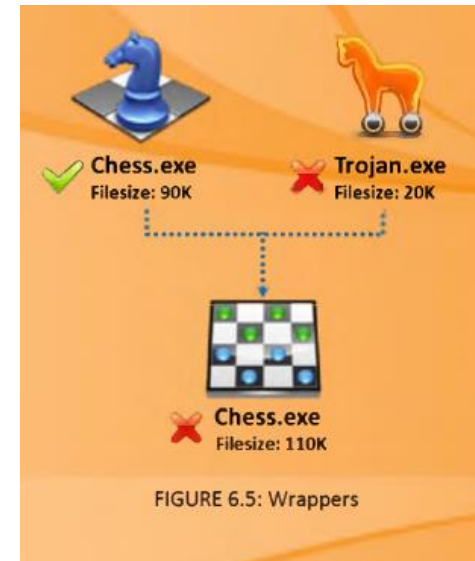 Chess.exe
Filesize: 90K
Trojan.exe
Filesize: 20K
Chess.exe
Filesize: 110K
FIGURE 6.5: Wrappers